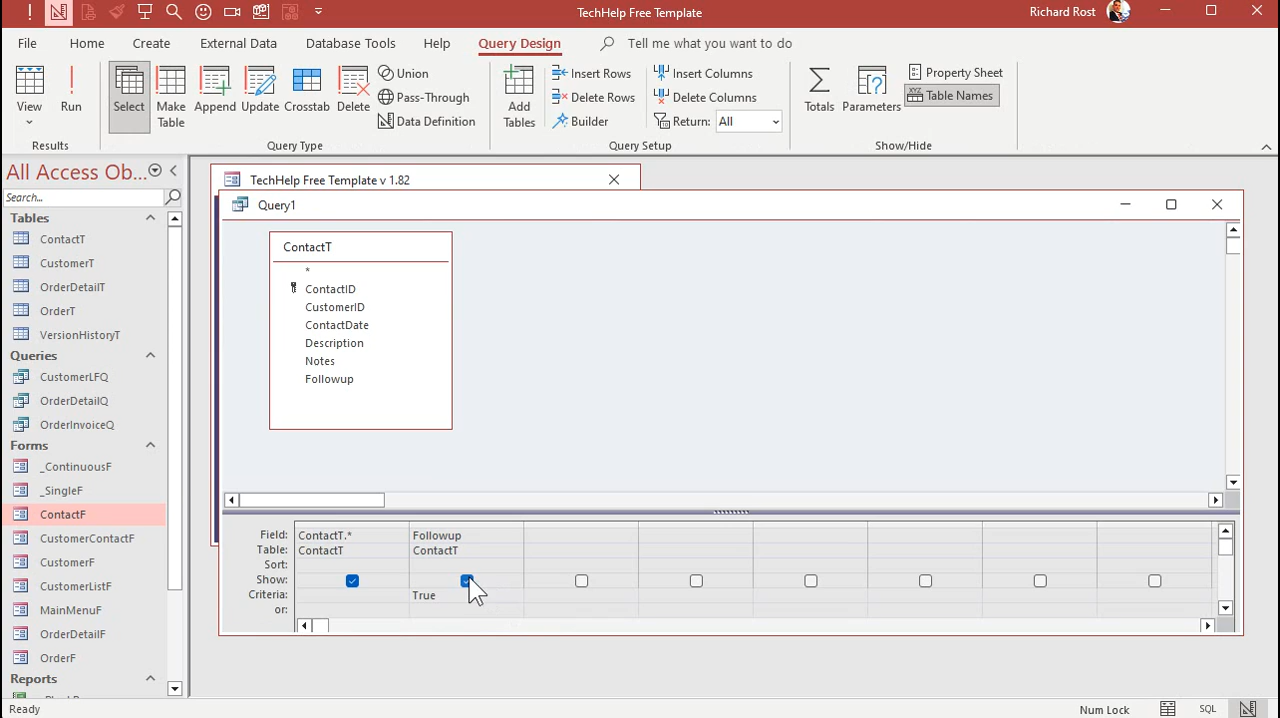 TechHelp Free Template
Richard Rost
File Home Create External Data Database Tools Help Query Design Tell me what you want to do
View
Run
Select
Make Table
Append
Update
Crosstab
Delete
Union
Pass-Through
Data Definition
Add Tables
Insert Rows
Delete Rows
Builder
Insert Columns
Delete Columns
Return: All
Totals
Parameters
Property Sheet
XYZ Table Names
Results
Query Type
Query Setup
Show/Hide
All Access Ob...
Search...
Tables
ContactT
CustomerT
OrderDetailT
OrderT
VersionHistoryT
Queries
CustomerLFQ
OrderDetailQ
OrderInvoiceQ
Forms
_ContinuousF
_SingleF
ContactF
CustomerContactF
CustomerF
CustomerListF
MainMenuF
OrderDetailF
OrderF
Reports
TechHelp Free Template v 1.82
Query1
ContactT
*
ContactID
CustomerID
ContactDate
Description
Notes
Followup
Field: ContactT.* Followup
Table: ContactT ContactT
Sort:
Show:
Criteria: True
or:
Ready
Num Lock
SQL